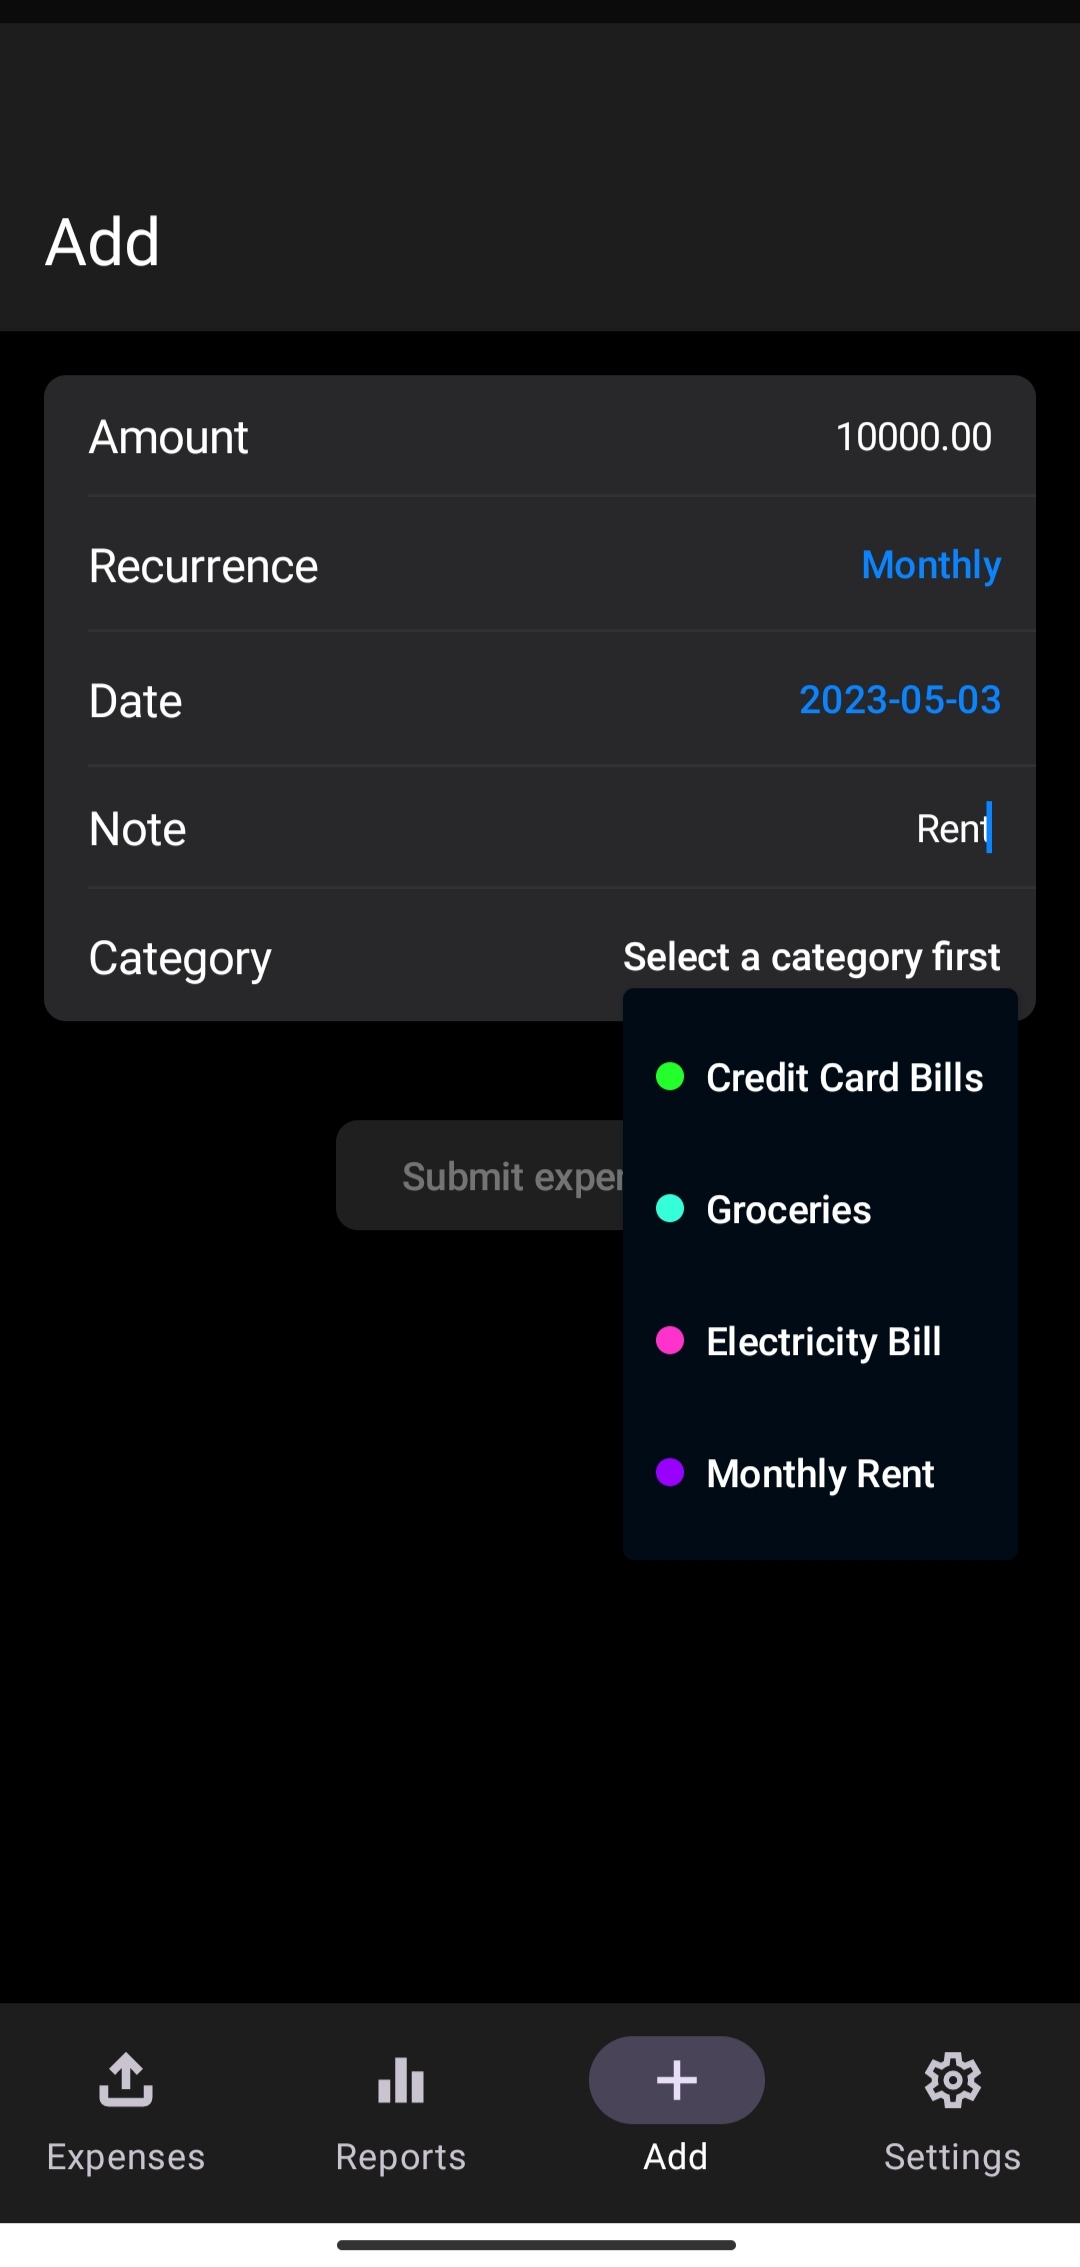 Add
Amount 10000.00
Recurrence Monthly
Date 2023-05-03
Note Rent
Category Select a category first
Credit Card Bills
Submit
Groceries
Electricity Bill
Monthly Rent
Expenses Reports Add Settings